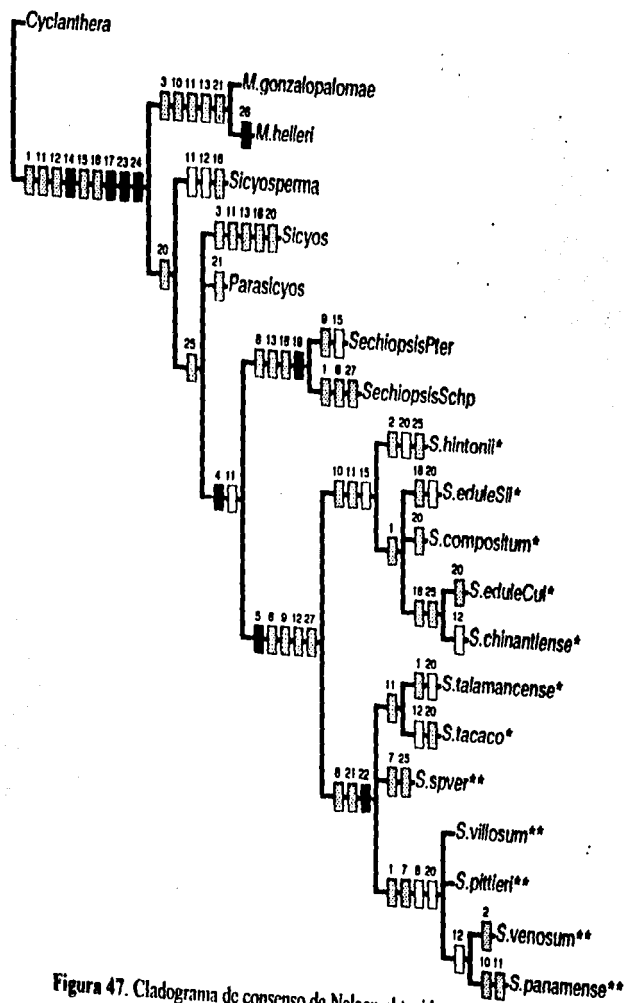 Cyclanthera
3 10 11 13 21
M.gonzalopalomae
26
M.helleri
1 11 12 14 15 16 17 23 24
11 12 16
Sicyosperma
3 11 13 16 20
Sicyos
20
21
Parasicyos
25
9 15
SechiopsisPter
8 13 16 19
1 6 27
SechiopsisSchp
2 20 25
S.hintonii*
4 11
10 11 15
18 20
S.eduleSil*
20
S.compositum*
1
20
S.eduleCul*
18 25
12
S.chinantlense*
5 6 9 12 27
1 20
S.talamancense*
11
12 20
S.tacaco*
7 25
S.spver**
8 21 22
S.villosum**
1 7 8 20
S.pittieri**
2
S.venosum**
12
10 11
S.panamense**
Figura 47. Cladograma de consenso de Nelson